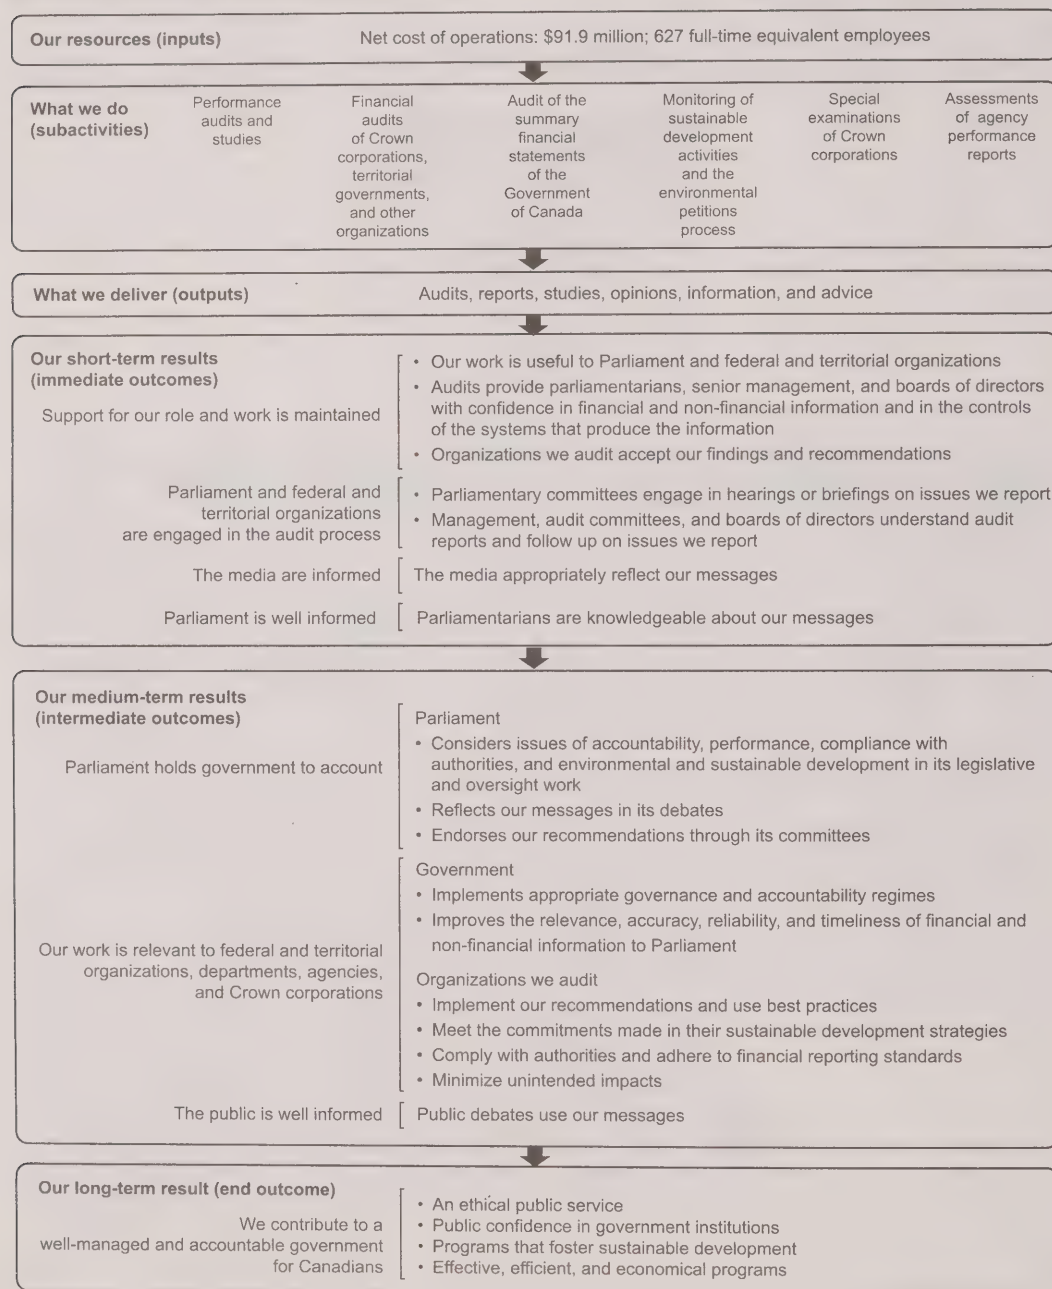 Our resources (inputs) Net cost of operations: $91.9 million; 627 full-time equivalent employees
What we do
(subactivities)
Performance
audits and
studies
Financial
audits
of Crown
corporations,
territorial
governments,
and other
organizations
Audit of the
summary
financial
statements
of the
Government
of Canada
Monitoring of
sustainable
development
activities
and the
environmental
petitions
process
Special
examinations
of Crown
corporations
Assessments
of agency
performance
reports
What we deliver (outputs) Audits, reports, studies, opinions, information, and advice
Our short-term results
(immediate outcomes)
Support for our role and work is maintained
• Our work is useful to Parliament and federal and territorial organizations
• Audits provide parliamentarians, senior management, and boards of directors
with confidence in financial and non-financial information and in the controls
of the systems that produce the information
• Organizations we audit accept our findings and recommendations
Parliament and federal and
territorial organizations
are engaged in the audit process
• Parliamentary committees engage in hearings or briefings on issues we report
• Management, audit committees, and boards of directors understand audit
reports and follow up on issues we report
The media are informed
The media appropriately reflect our messages
Parliament is well informed
Parliamentarians are knowledgeable about our messages
Our medium-term results
(intermediate outcomes)
Parliament holds government to account
Parliament
• Considers issues of accountability, performance, compliance with
authorities, and environmental and sustainable development in its legislative
and oversight work
• Reflects our messages in its debates
• Endorses our recommendations through its committees
Our work is relevant to federal and territorial
organizations, departments, agencies,
and Crown corporations
Government
• Implements appropriate governance and accountability regimes
• Improves the relevance, accuracy, reliability, and timeliness of financial and
non-financial information to Parliament
Organizations we audit
• Implement our recommendations and use best practices
• Meet the commitments made in their sustainable development strategies
• Comply with authorities and adhere to financial reporting standards
• Minimize unintended impacts
The public is well informed
Public debates use our messages
Our long-term result (end outcome)
We contribute to a
well-managed and accountable government
for Canadians
• An ethical public service
• Public confidence in government institutions
• Programs that foster sustainable development
• Effective, efficient, and economical programs